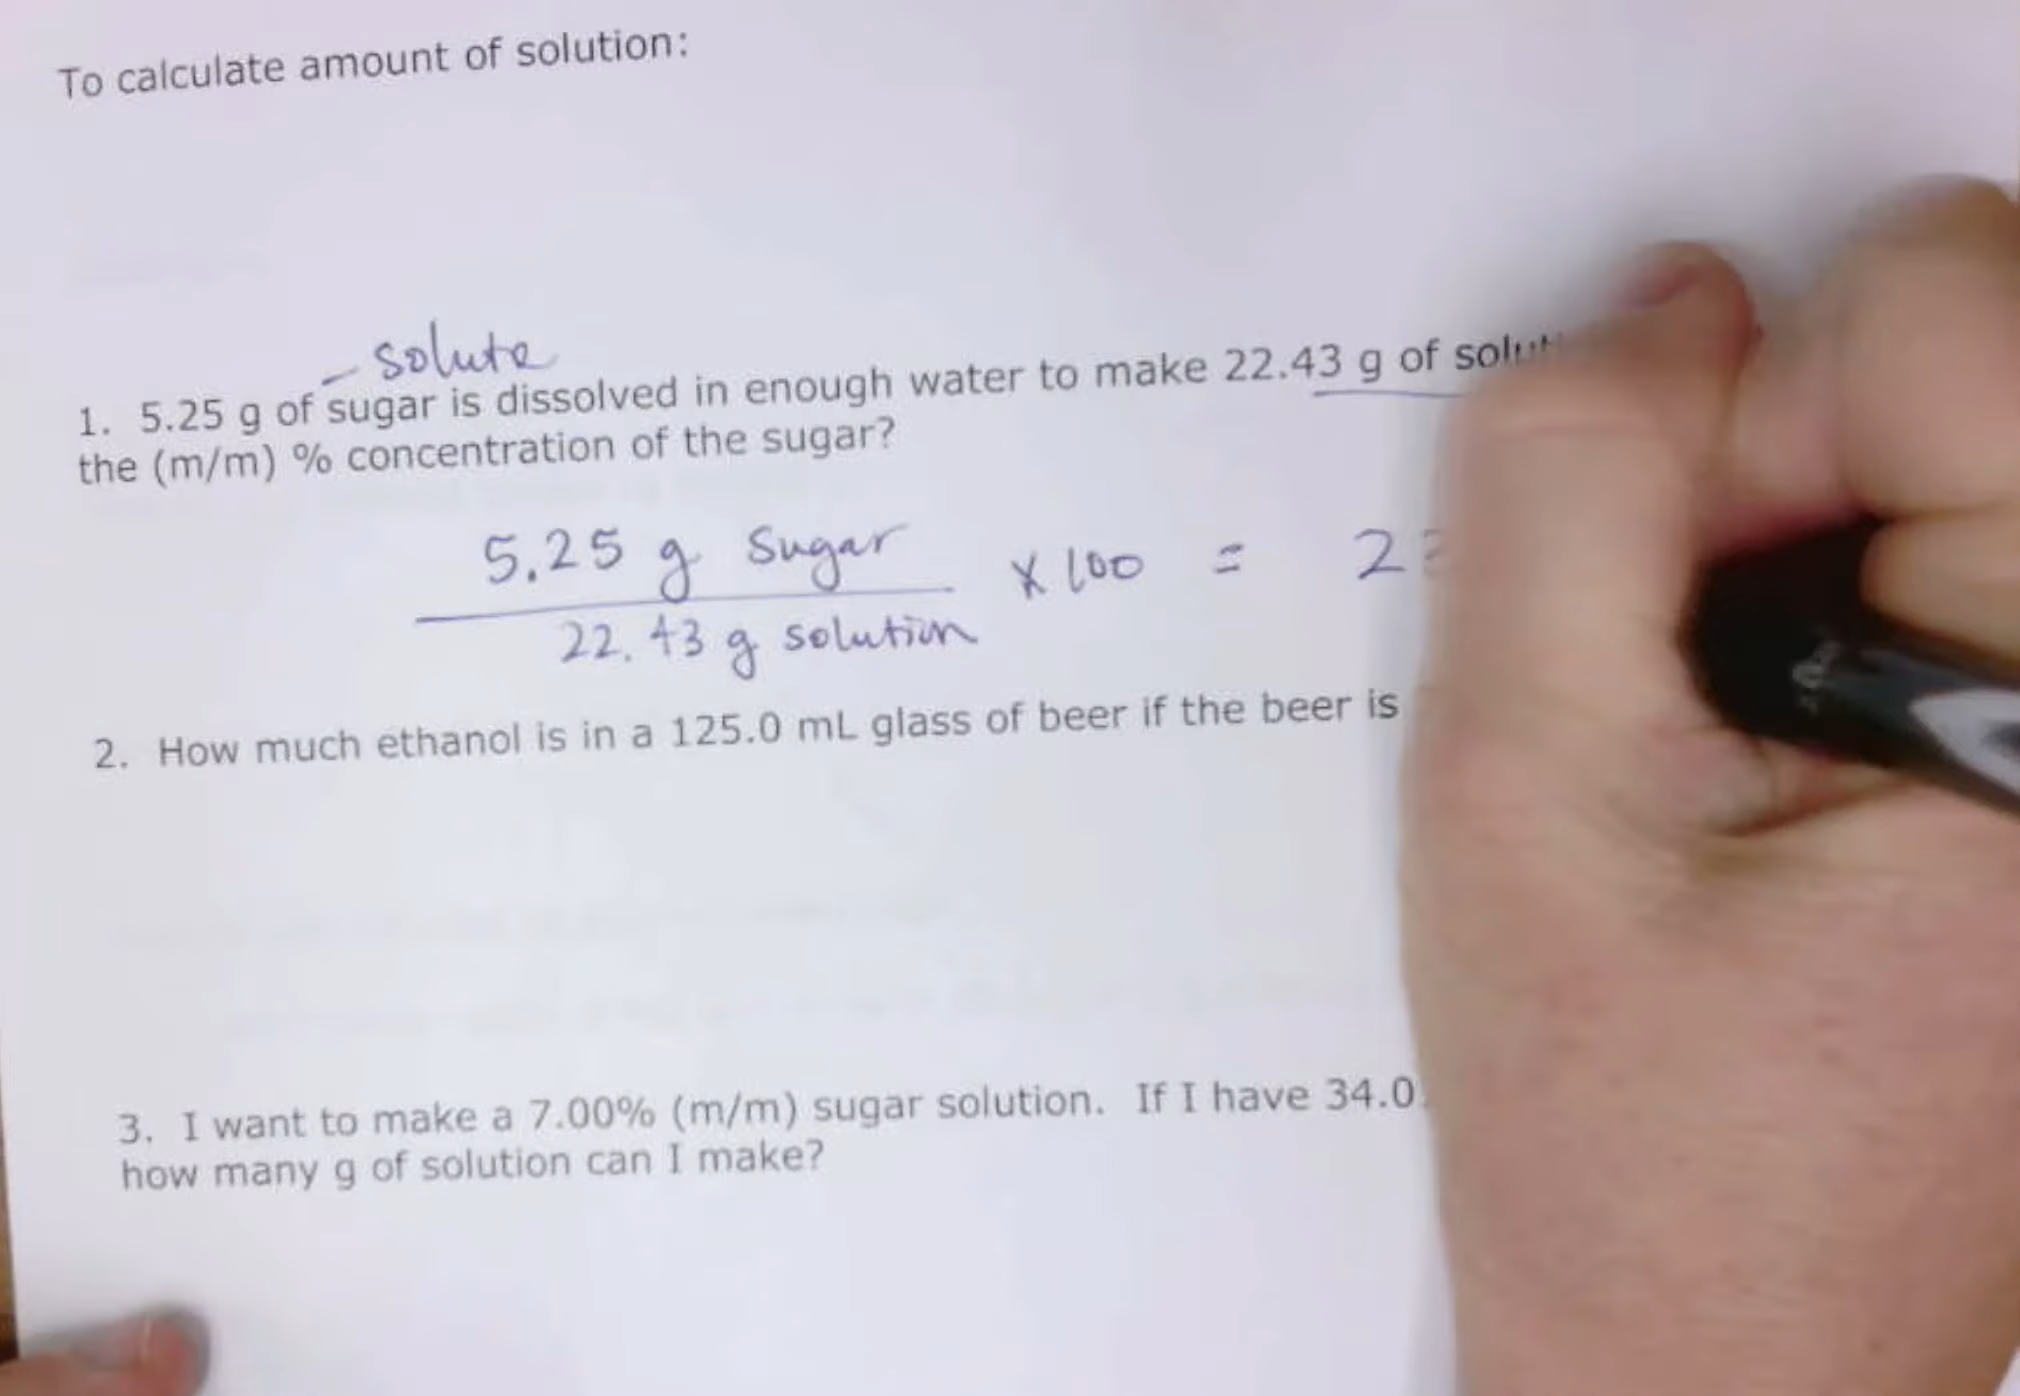 To calculate amount of solution:
solute
1. 5.25 g of sugar is dissolved in enough water to make 22.43 g of
the (m/m) % concentration of the sugar?
5.25 g sugar
x 100 = 2
22.43 g solution
2. How much ethanol is in a 125.0 mL glass of beer if the beer is
3. I want to make a 7.00% (m/m) sugar solution. If I have 34.0
how many g of solution can I make?